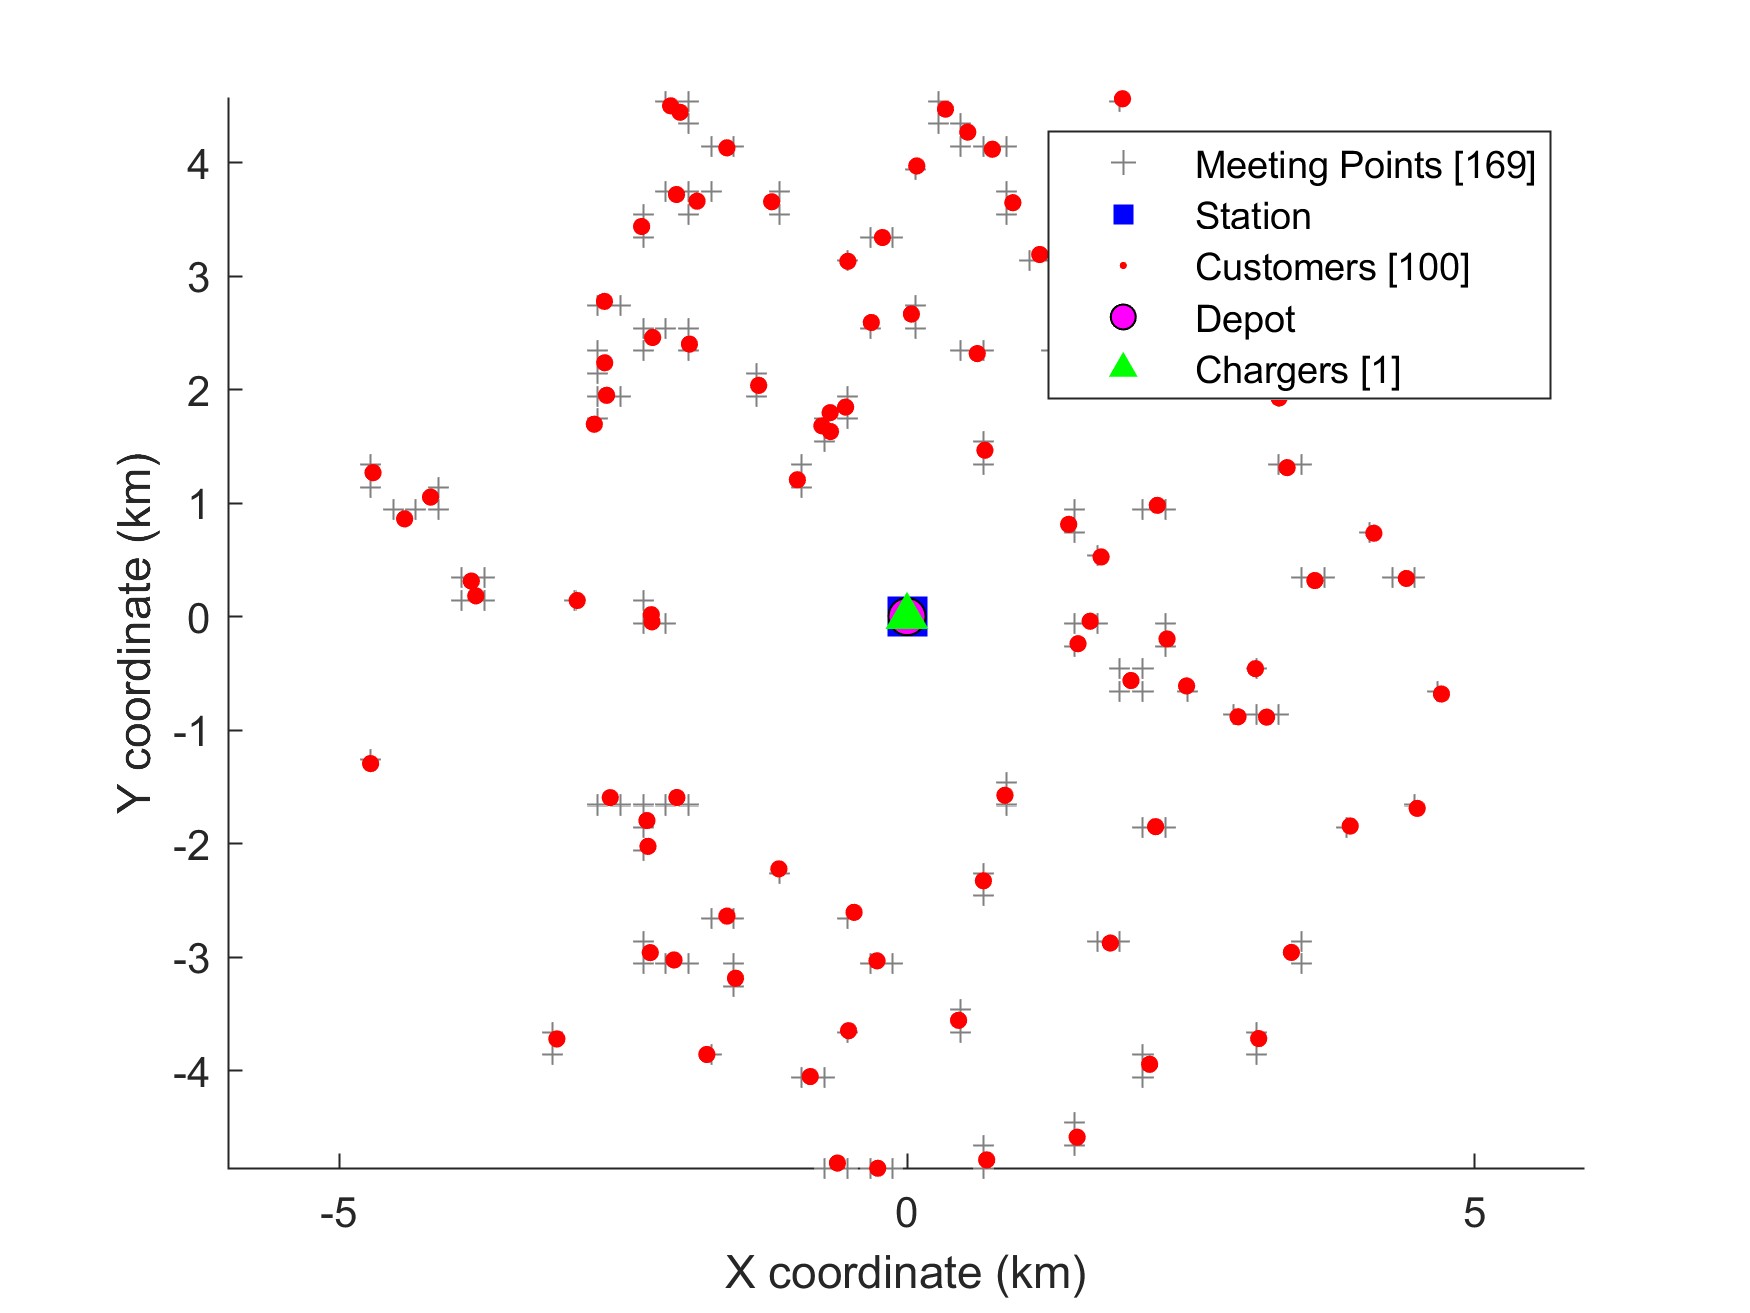 4
3
2
1
0
-1
-2
-3
-4
Y coordinate (km)
-5
0
5
X coordinate (km)
Meeting Points [169]
Station
Customers [100]
Depot
Chargers [1]